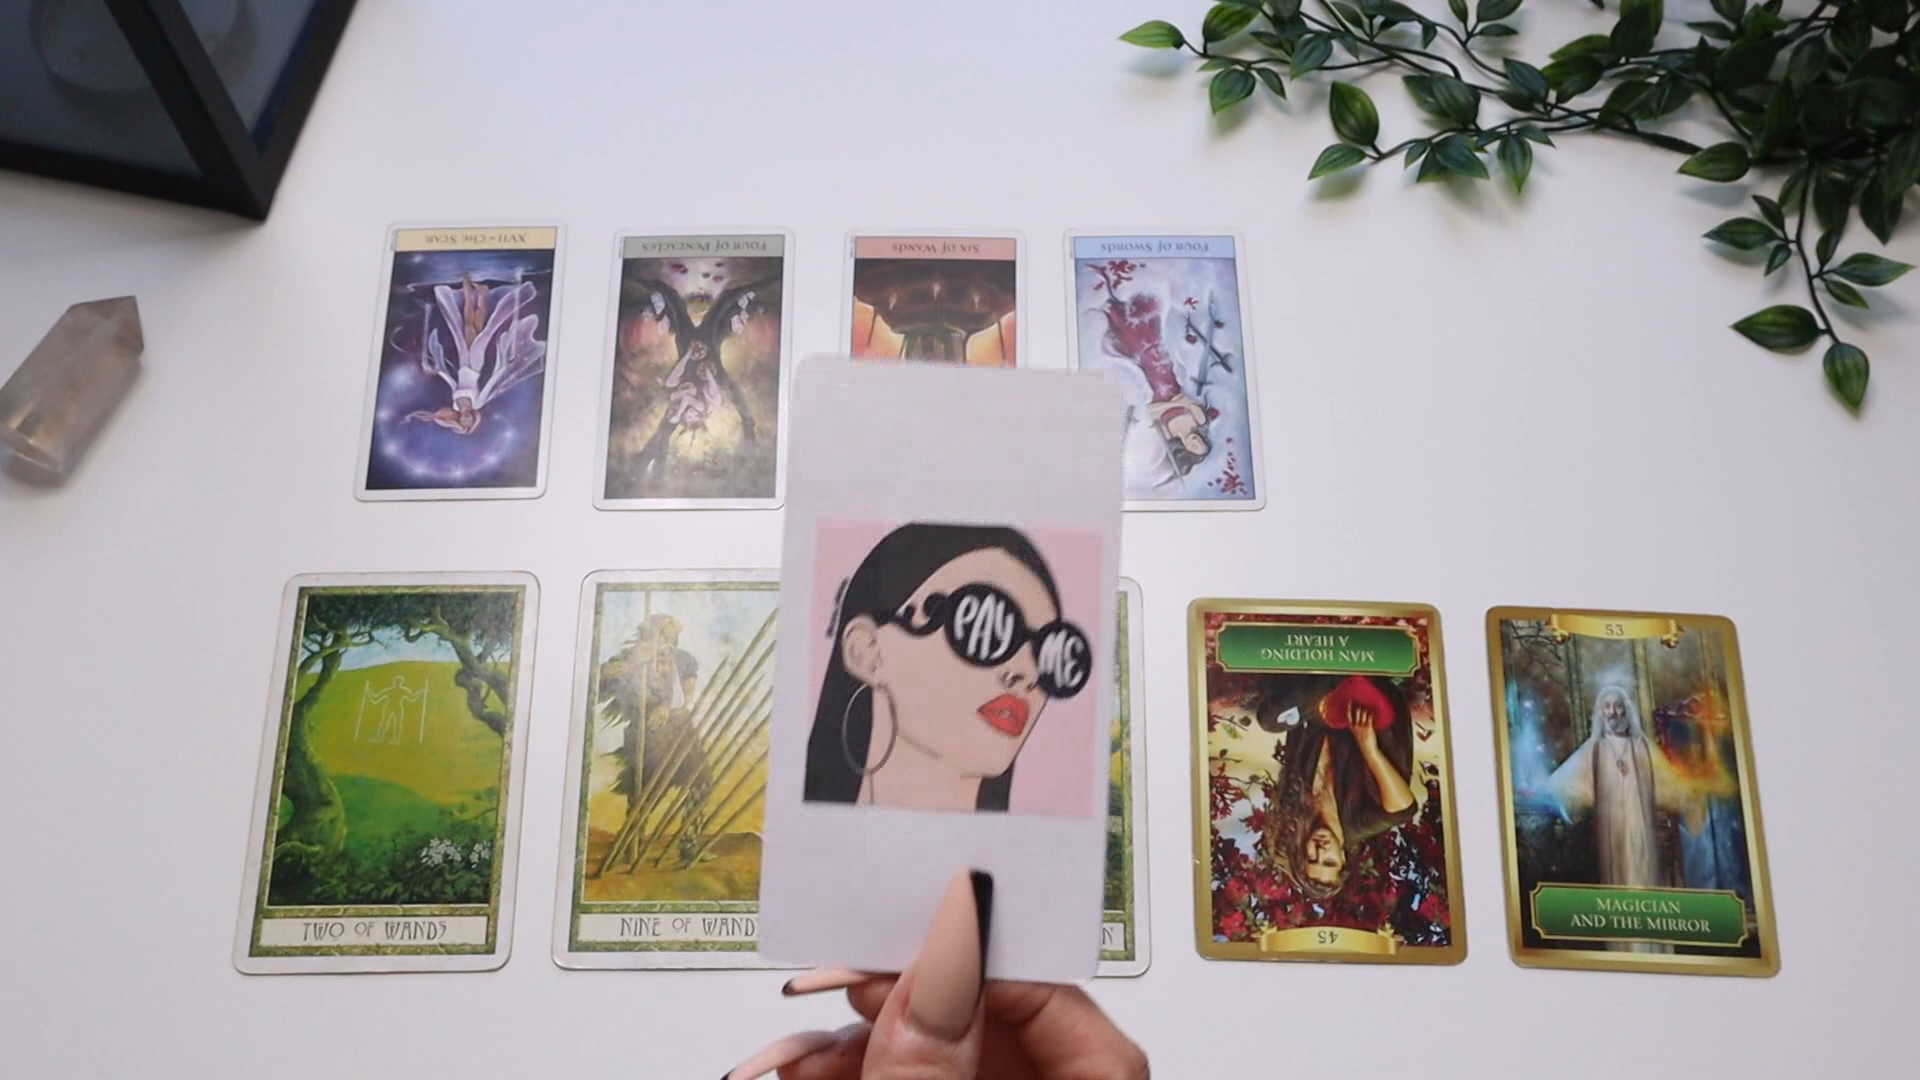 XVII - The Star
Four of Pentacles
Six of Wands
Four of Swords
PAY ME
MAN HOLDING
A HEART
53
TWO OF WANDS
NINE OF WANDS
N
45
MAGICIAN
AND THE MIRROR